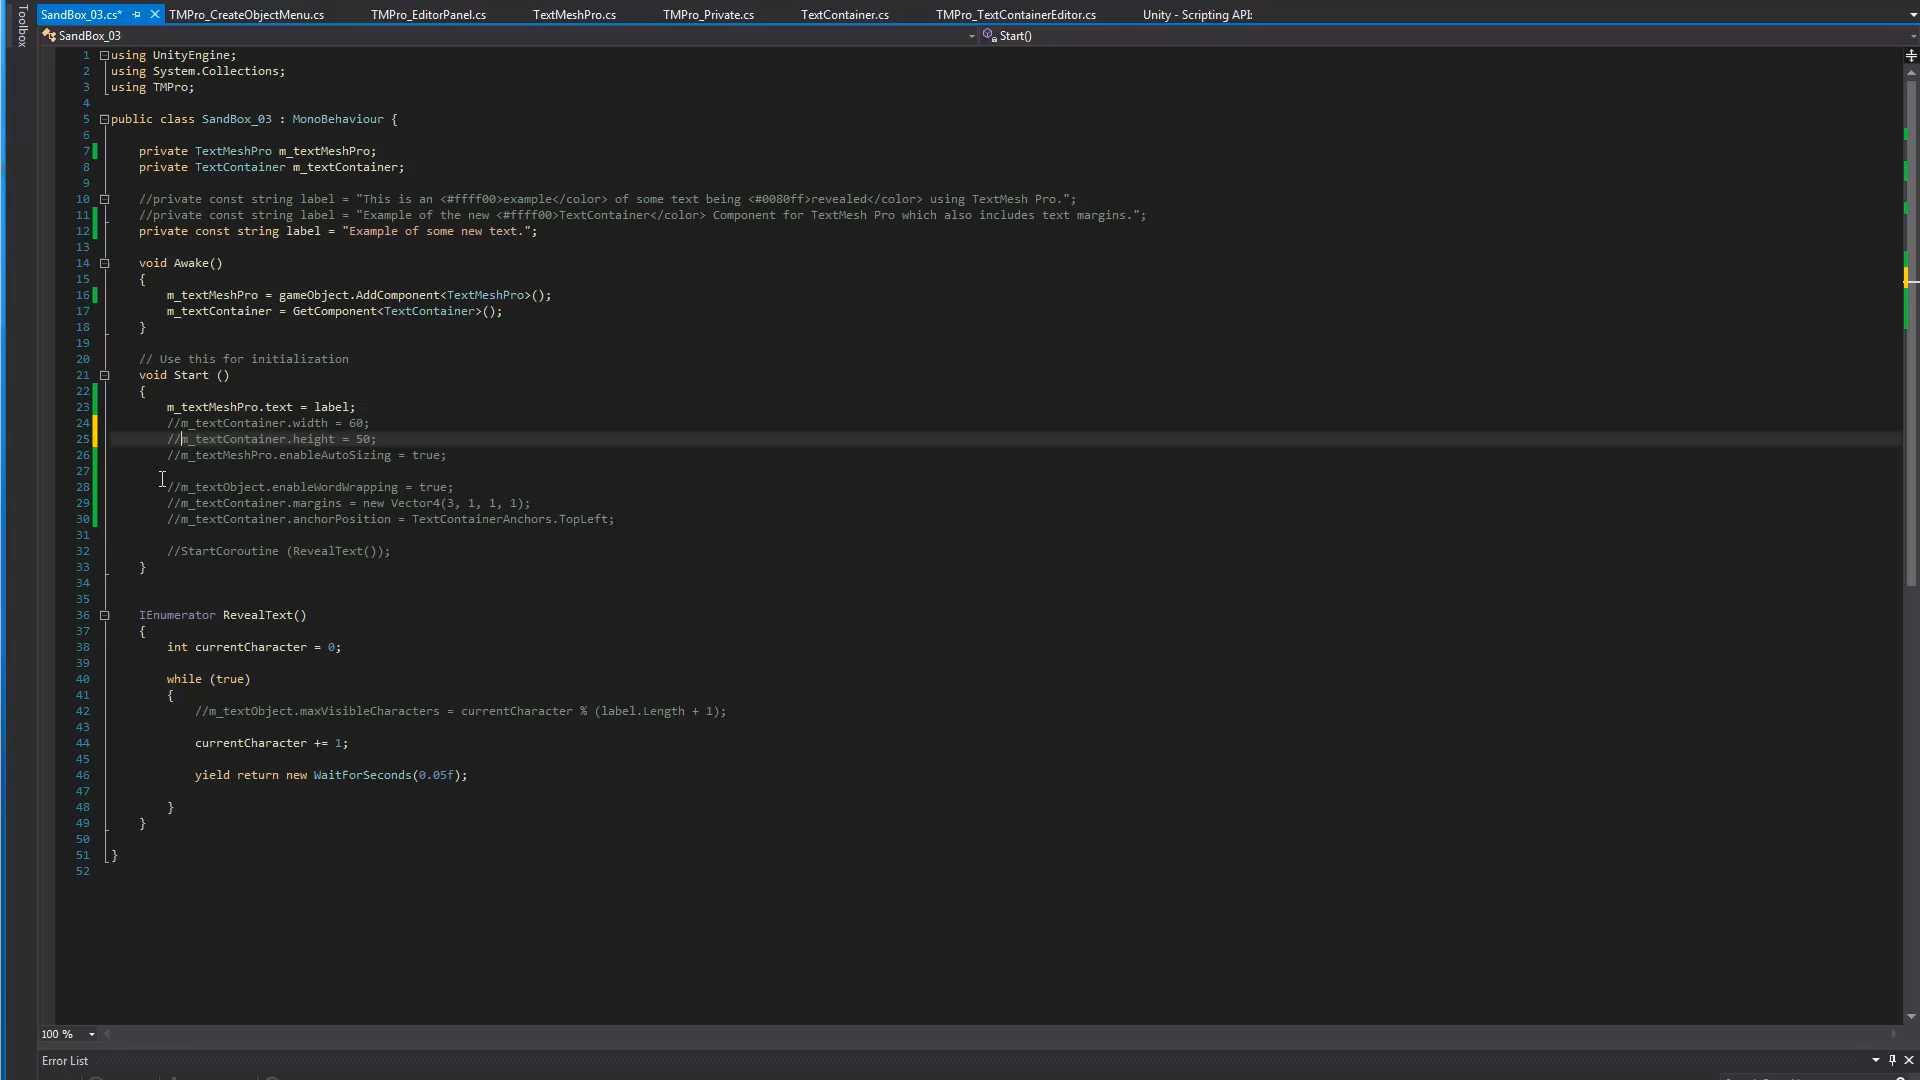 Toolbox
SandBox_03.cs*
TMPro_CreateObjectMenu.cs
TMPro_EditorPanel.cs
TextMeshPro.cs
TMPro_Private.cs
TextContainer.cs
TMPro_TextContainerEditor.cs
Unity - Scripting API:
SandBox_03
Start()
1 using UnityEngine;
2 using System.Collections;
3 using TMPro;
4
5 public class SandBox_03 : MonoBehaviour {
6
7 private TextMeshPro m_textMeshPro;
8 private TextContainer m_textContainer;
9
10 //private const string label = "This is an <#ffff00>example</color> of some text being <#0080ff>revealed</color> using TextMesh Pro.";
11 //private const string label = "Example of the new <#ffff00>TextContainer</color> Component for TextMesh Pro which also includes text margins.";
12 private const string label = "Example of some new text.";
13
14 void Awake()
15 {
16 m_textMeshPro = gameObject.AddComponent<TextMeshPro>();
17 m_textContainer = GetComponent<TextContainer>();
18 }
19
20 // Use this for initialization
21 void Start ()
22 {
23 m_textMeshPro.text = label;
24 //m_textContainer.width = 60;
25 //m_textContainer.height = 50;
26 //m_textMeshPro.enableAutoSizing = true;
27
28 //m_textObject.enableWordWrapping = true;
29 //m_textContainer.margins = new Vector4(3, 1, 1, 1);
30 //m_textContainer.anchorPosition = TextContainerAnchors.TopLeft;
31
32 //StartCoroutine (RevealText());
33 }
34
35
36 IEnumerator RevealText()
37 {
38 int currentCharacter = 0;
39
40 while (true)
41 {
42 //m_textObject.maxVisibleCharacters = currentCharacter % (label.Length + 1);
43
44 currentCharacter += 1;
45
46 yield return new WaitForSeconds(0.05f);
47
48 }
49 }
50
51 }
52
100 %
Error List